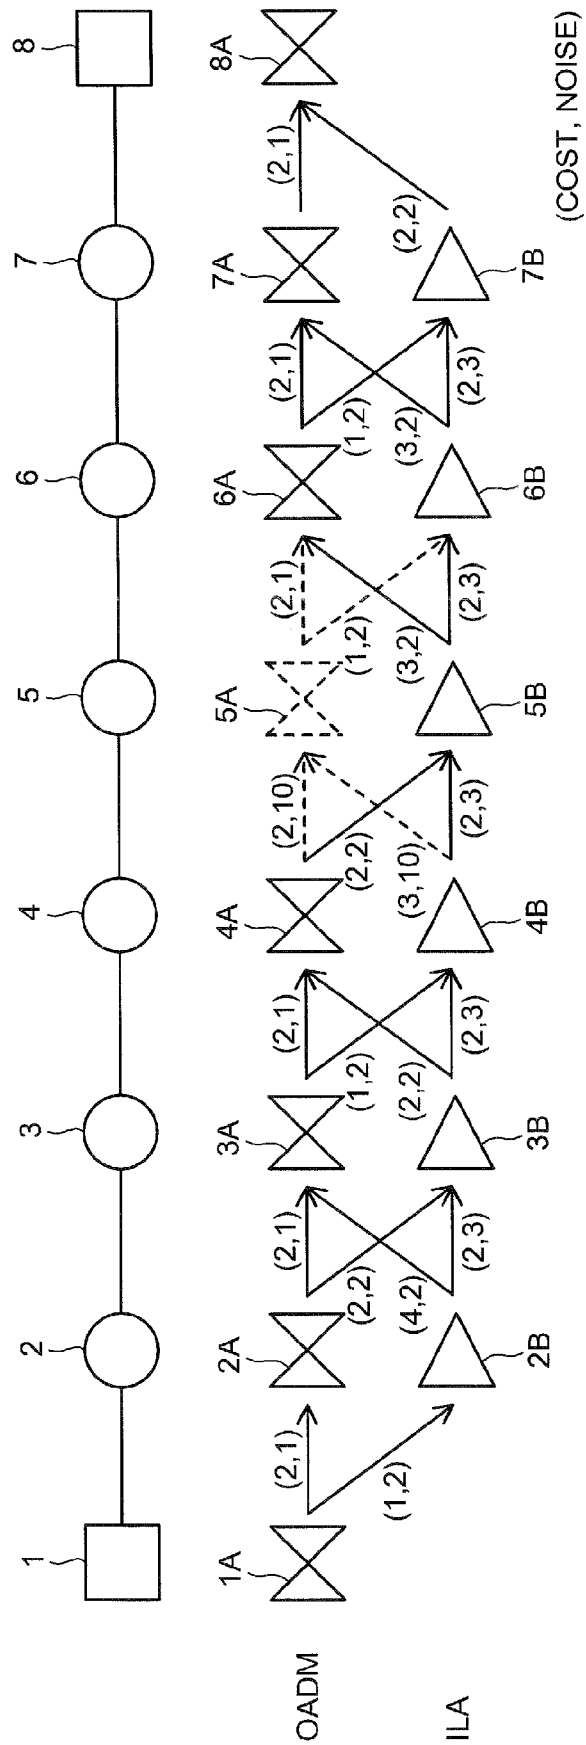 1
2
3
4
5
6
7
8
OADM
1A
2A
3A
4A
5A
6A
7A
8A
(2,1)
(2,1)
(2,1)
(2,10)
(2,1)
(2,1)
(2,1)
(1,2)
(2,2)
(1,2)
(2,2)
(1,2)
(1,2)
(4,2)
(2,2)
(3,10)
(3,2)
(3,2)
(2,2)
(2,3)
(2,3)
(2,3)
(2,3)
(2,3)
ILA
2B
3B
4B
5B
6B
7B
(COST, NOISE)